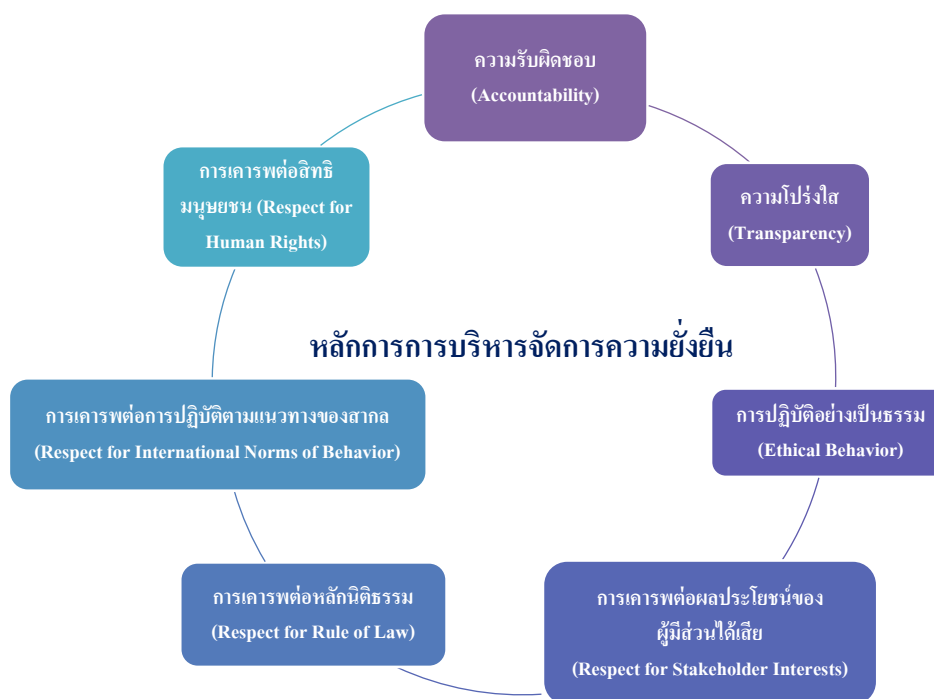 ความรับผิดชอบ
(Accountability)
ความโปร่งใส
(Transparency)
การปฏิบัติอย่างเป็นธรรม
(Ethical Behavior)
การเคารพต่อผลประโยชน์ของ
ผู้มีส่วนได้เสีย
(Respect for Stakeholder Interests)
การเคารพต่อหลักนิติธรรม
(Respect for Rule of Law)
การเคารพต่อการปฏิบัติตามแนวทางของสากล
(Respect for International Norms of Behavior)
การเคารพต่อสิทธิ
มนุษยชน (Respect for
Human Rights)
หลักการการบริหารจัดการความยั่งยืน